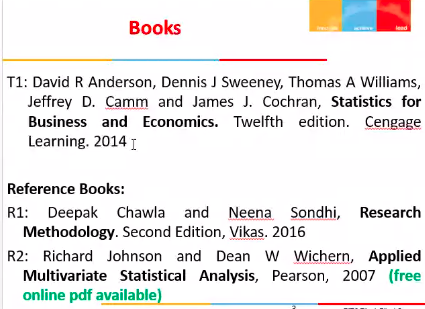 Books
T1: David R Anderson, Dennis J Sweeney, Thomas A Williams,
Jeffrey D. Camm and James J. Cochran, Statistics for
Business and Economics. Twelfth edition. Cengage
Learning. 2014
Reference Books:
R1: Deepak Chawla and Neena Sondhi, Research
Methodology. Second Edition, Vikas. 2016
R2: Richard Johnson and Dean W Wichern, Applied
Multivariate Statistical Analysis, Pearson, 2007 (free
online pdf available)